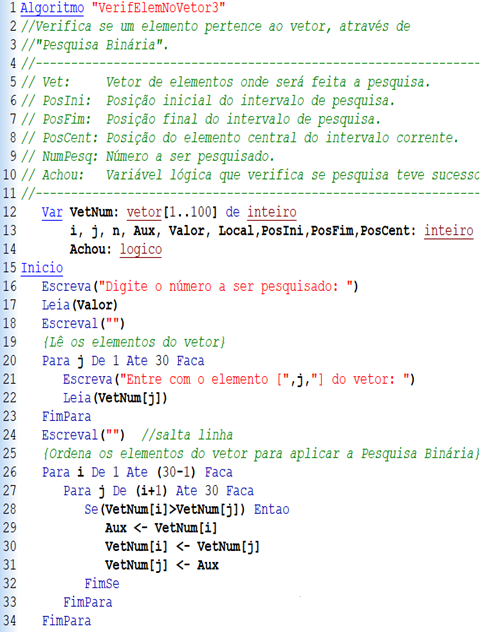 1 Algoritmo "VerifElemNoVetor3"
2 //Verifica se um elemento pertence ao vetor, através de
3 //"Pesquisa Binária".
4 //------------------------------------------------------------
5 // Vet: Vetor de elementos onde será feita a pesquisa.
6 // PosIni: Posição inicial do intervalo de pesquisa.
7 // PosFim: Posição final do intervalo de pesquisa.
8 // PosCent: Posição do elemento central do intervalo corrente.
9 // NumPesq: Número a ser pesquisado.
10 // Achou: Variável lógica que verifica se pesquisa teve sucesso
11 //------------------------------------------------------------
12 Var VetNum: vetor[1..100] de inteiro
13 i, j, n, Aux, Valor, Local,PosIni,PosFim,PosCent: inteiro
14 Achou: logico
15 Inicio
16 Escreva("Digite o número a ser pesquisado: ")
17 Leia(Valor)
18 Escreval("")
19 {Lê os elementos do vetor}
20 Para j De 1 Ate 30 Faca
21 Escreva("Entre com o elemento [",j,"] do vetor: ")
22 Leia(VetNum[j])
23 FimPara
24 Escreval("") //salta linha
25 {Ordena os elementos do vetor para aplicar a Pesquisa Binária}
26 Para i De 1 Ate (30-1) Faca
27 Para j De (i+1) Ate 30 Faca
28 Se(VetNum[i]>VetNum[j]) Entao
29 Aux <- VetNum[i]
30 VetNum[i] <- VetNum[j]
31 VetNum[j] <- Aux
32 FimSe
33 FimPara
34 FimPara